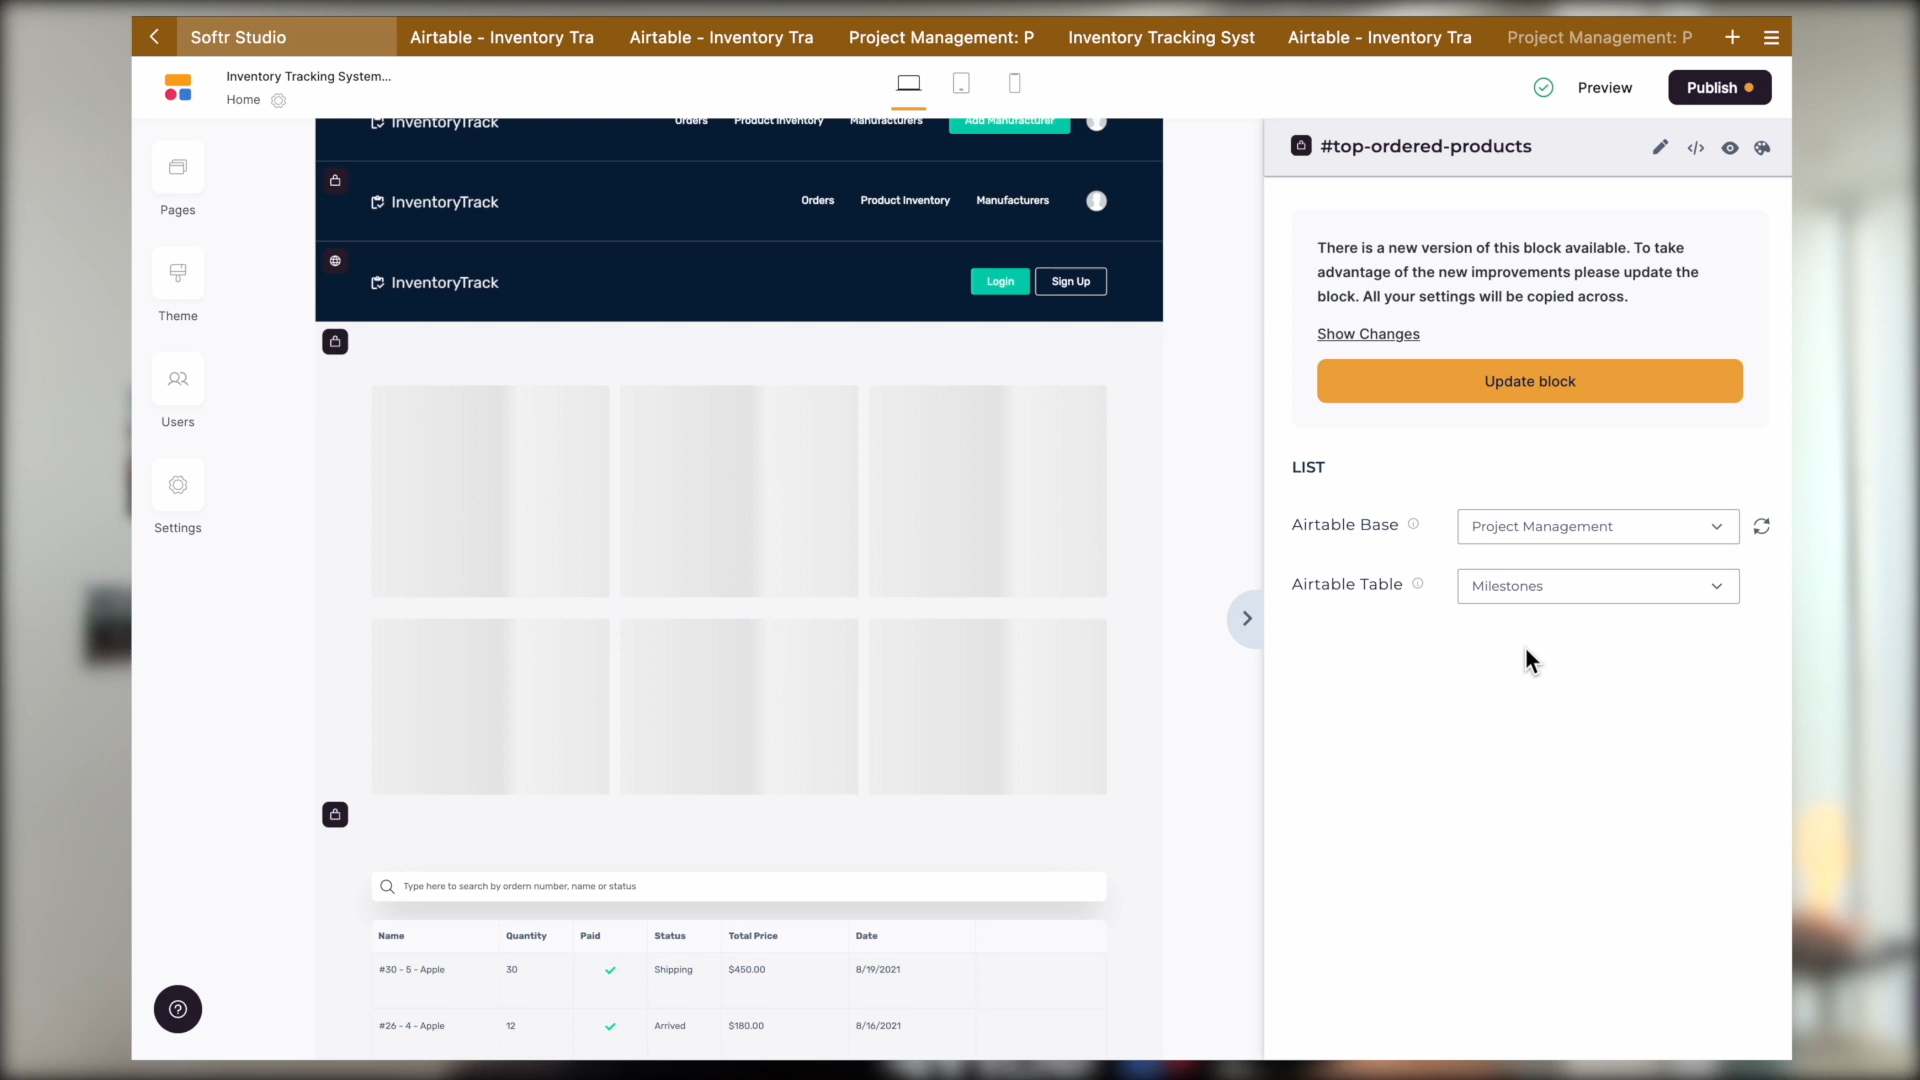 Softr Studio
Airtable - Inventory Tra
Airtable - Inventory Tra
Project Management: P
Inventory Tracking Syst
Airtable - Inventory Tra
Project Management: P
Inventory Tracking System...
Home
Preview
Publish
Pages
Theme
Users
Settings
InventoryTrack
Orders
Product Inventory
Manufacturers
Add Manufacturer
InventoryTrack
Orders
Product Inventory
Manufacturers
InventoryTrack
Login
Sign Up
Type here to search by ordern number, name or status
Name Quantity Paid Status Total Price Date
#30 - 5 - Apple 30 Shipping $450.00 8/19/2021
#26 - 4 - Apple 12 Arrived $180.00 8/16/2021
#top-ordered-products
There is a new version of this block available. To take
advantage of the new improvements please update the
block. All your settings will be copied across.
Show Changes
Update block
LIST
Airtable Base
Project Management
Airtable Table
Milestones